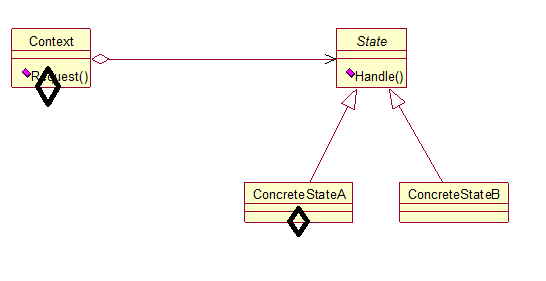 Context
State
Request()
Handle()
ConcreteStateA
ConcreteStateB